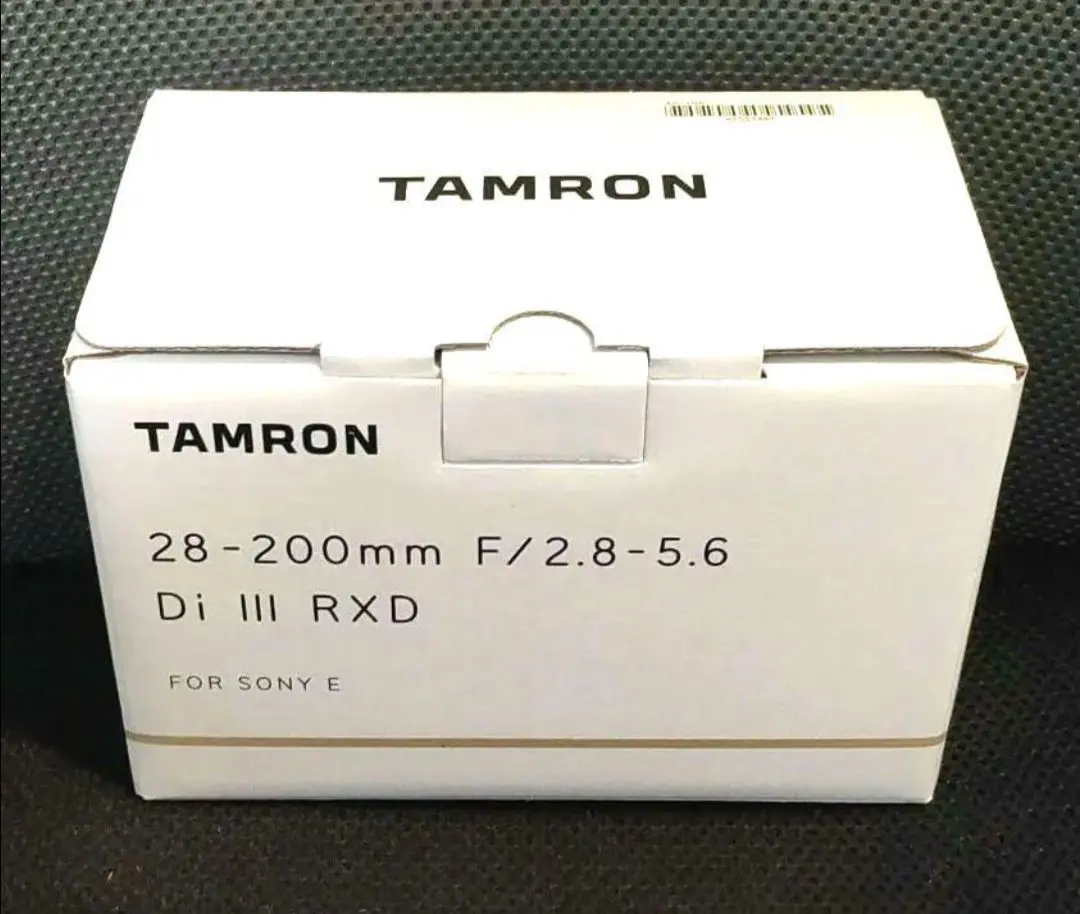 TAMRON
TAMRON
28-200mm F/2.8-5.6
Di III RXD
FOR SONY E